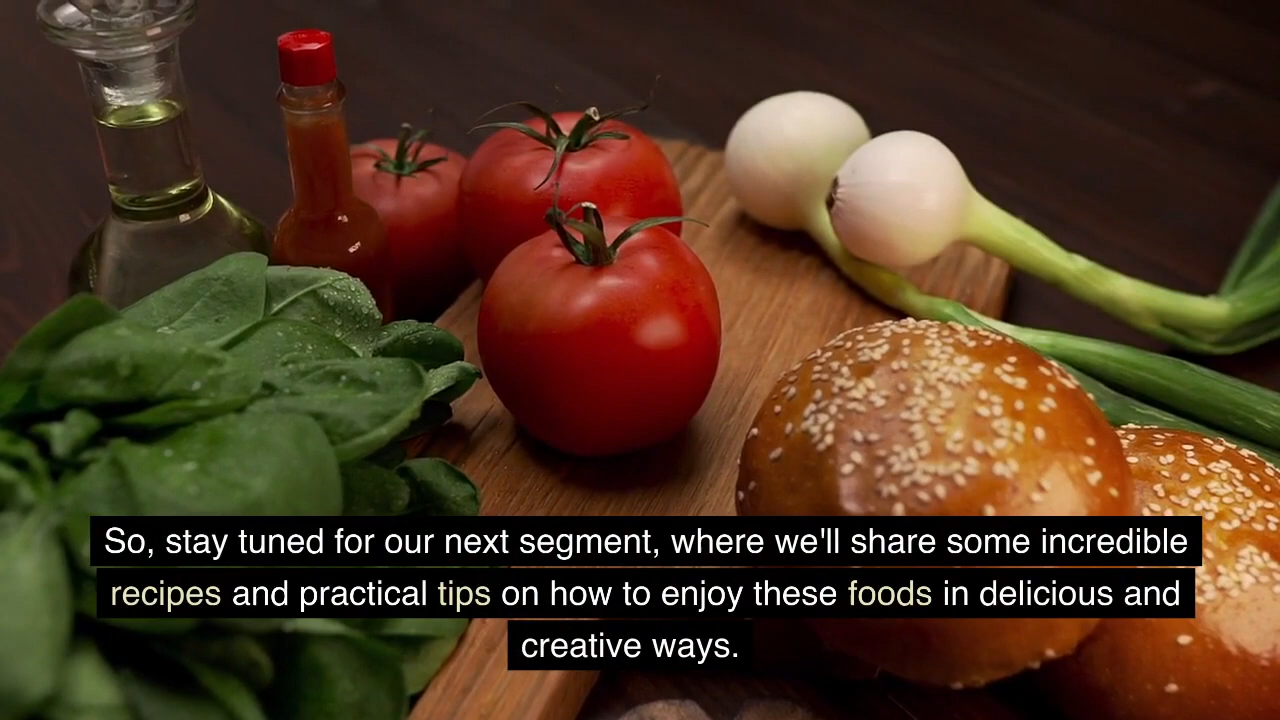 So, stay tuned for our next segment, where we'll share some incredible
recipes and practical tips on how to enjoy these foods in delicious and
creative ways.